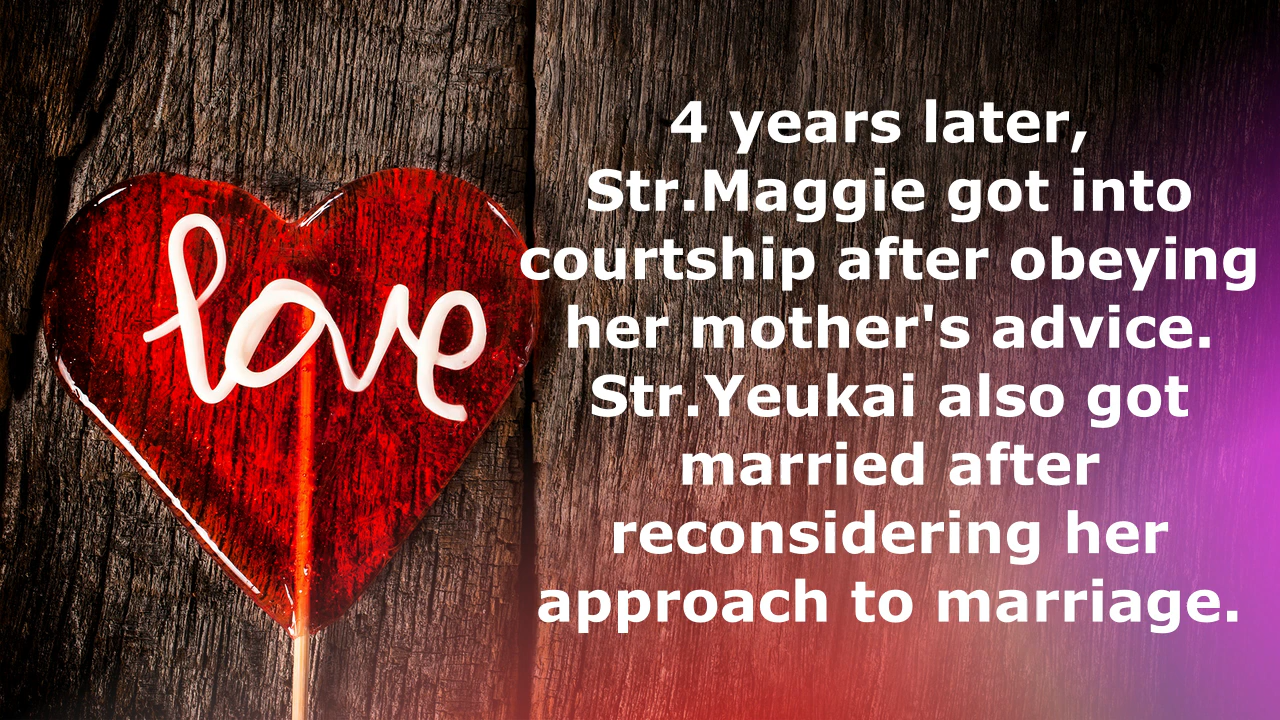 love
4 years later,
Str.Maggie got into
courtship after obeying
her mother's advice.
Str.Yeukai also got
married after
reconsidering her
approach to marriage.